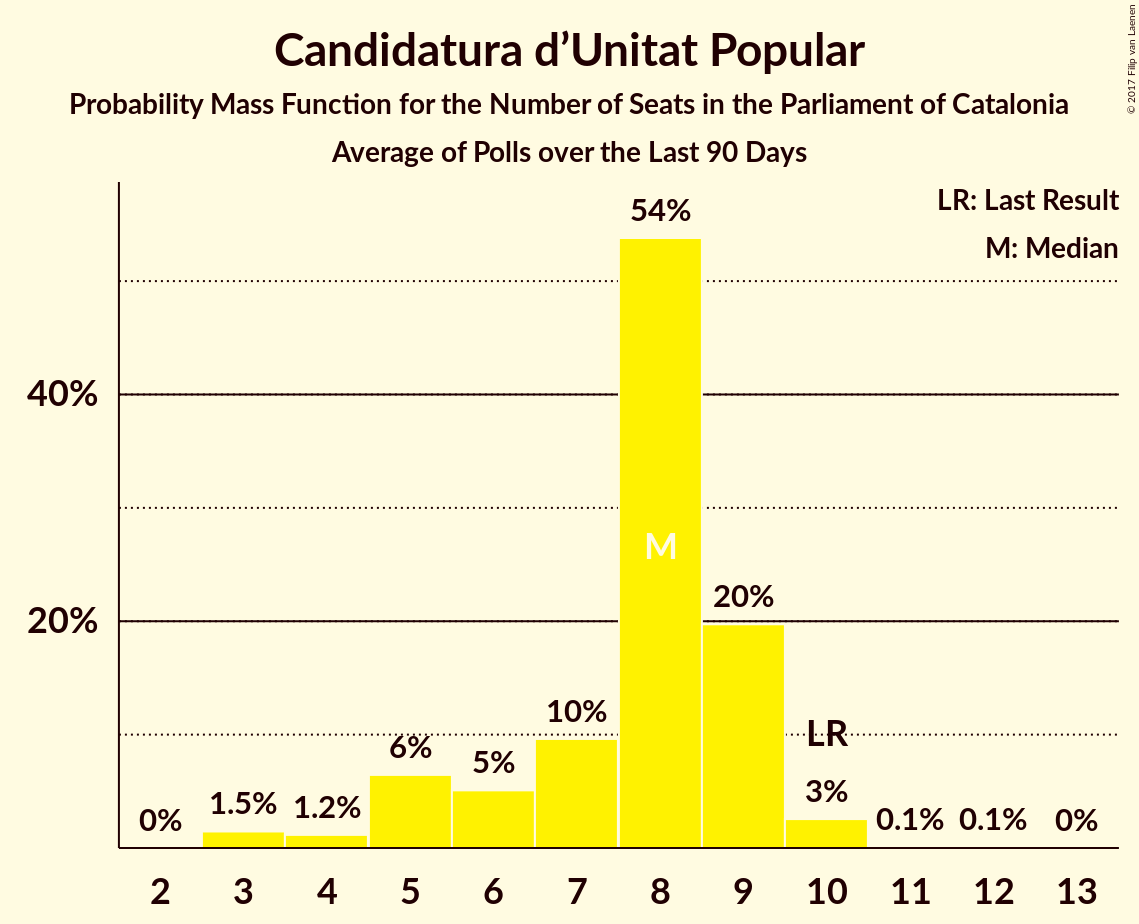 Candidatura d’Unitat Popular
Probability Mass Function for the Number of Seats in the Parliament of Catalonia
Average of Polls over the Last 90 Days
© 2017 Filip van Laenen
LR: Last Result
M: Median
54%
40%
M
20%
20%
10%
LR
6%
5%
3%
1.5%
1.2%
0%
0.1%
0.1%
0%
2 3 4 5 6 7 8 9 10 11 12 13